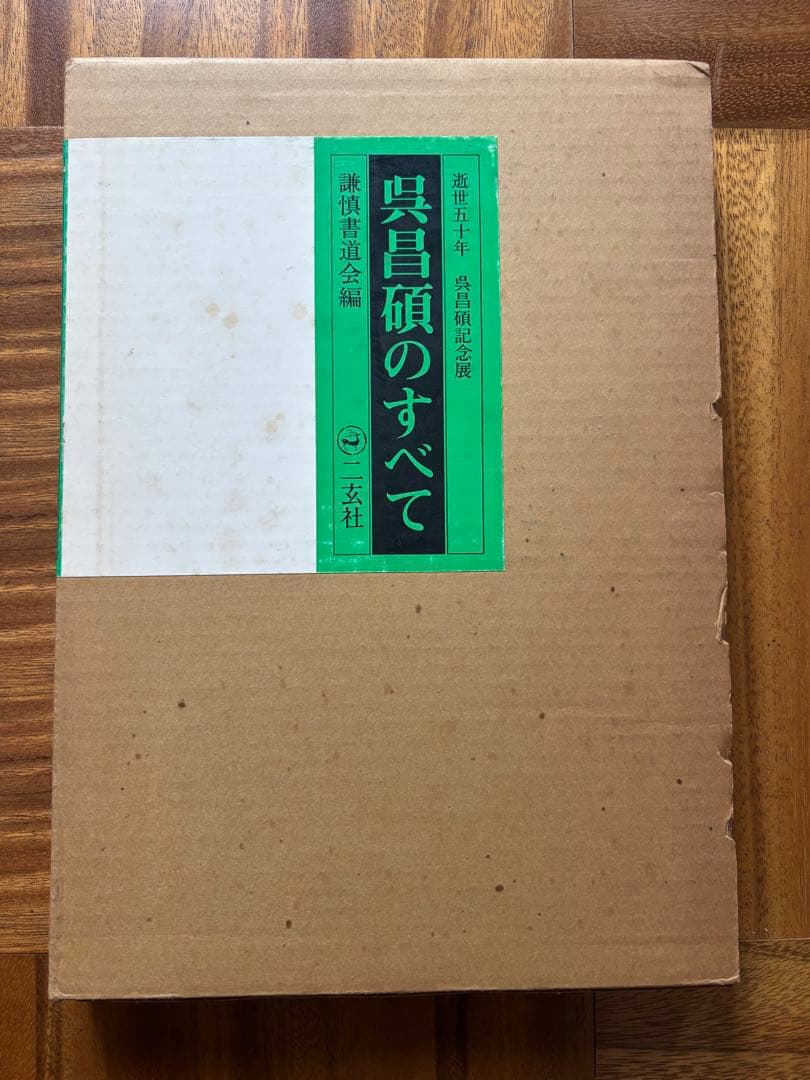 逝世五十年 呉昌碩記念展
呉昌碩のすべて
謙慎書道会編
二玄社